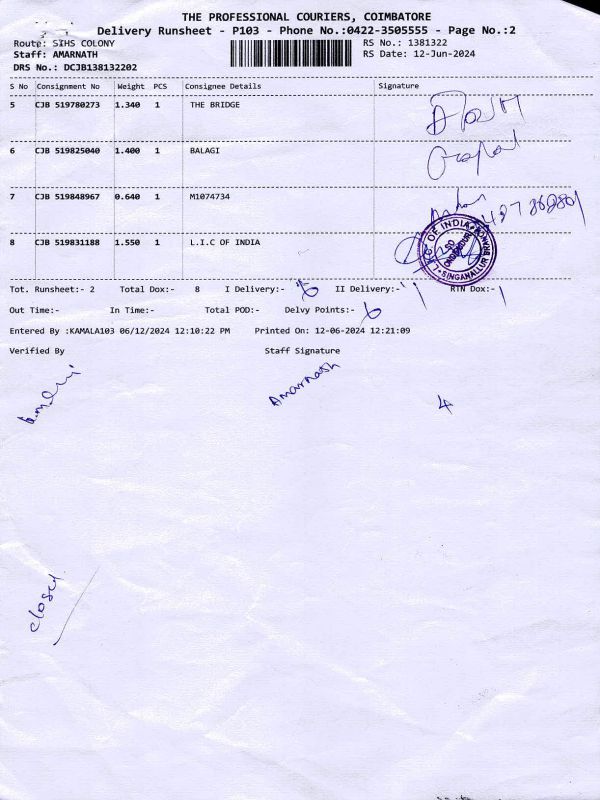 THE PROFESSIONAL COURIERS, COIMBATORE
Delivery Runsheet - P103 - Phone No.:0422-3505555 - Page No.:2
Route: SIHS COLONY RS No.: 1381322
Staff: AMARNATH RS Date: 12-Jun-2024
DRS No.: DCJB138132202
S No Consignment No Weight PCS Consignee Details Signature
5 CJB 519780273 1.340 1 THE BRIDGE
6 CJB 519825040 1.400 1 BALAGI
7 CJB 519848967 0.640 1 M1074734
8 CJB 519831188 1.550 1 L.I.C OF INDIA
OF INDIA
SINGANALLUR BRANCH
Tot. Runsheet:- 2 Total Dox:- 8 I Delivery:- 6 II Delivery:- 11 RTN Dox:- 1
Out Time:- In Time:- Total POD:- Delvy Points:- 6
Entered By :KAMALA103 06/12/2024 12:10:22 PM Printed On: 12-06-2024 12:21:09
Verified By Staff Signature
Amarnath
4
closed